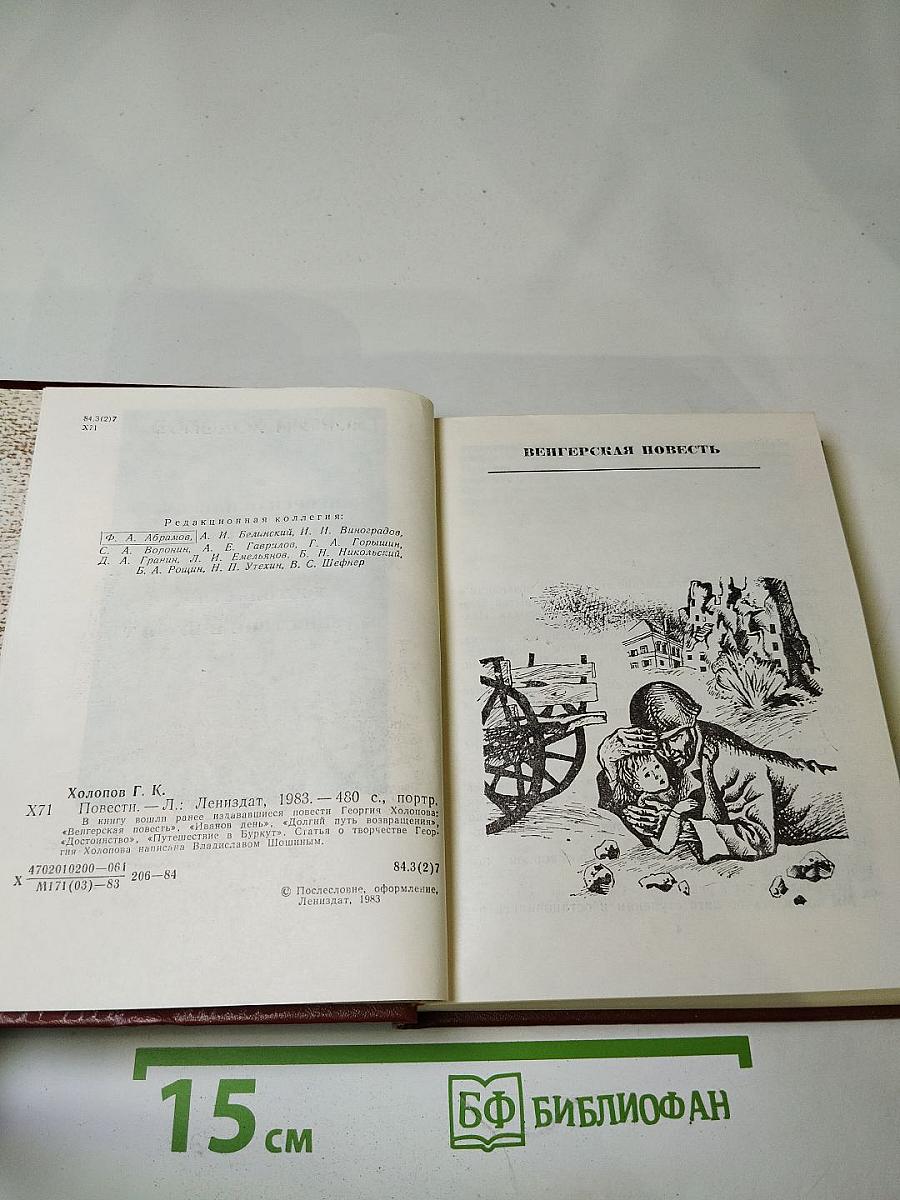 84.3(2)7
Х71
Редакционная коллегия:
Ф. А. Абрамов, А. И. Белинский, И. И. Виноградов,
С. А. Воронин, А. Е. Гаврилов, Г. А. Горышин,
Д. А. Гранин, Л. И. Емельянов, Б. Н. Никольский,
Б. А. Рощин, Н. П. Утехин, В. С. Шефнер
Холопов Г. К.
Х71 Повести. — Л.: Лениздат, 1983. — 480 с., портр.
В книгу вошли ранее издававшиеся повести Георгия Холопова:
«Венгерская повесть», «Иванов день», «Долгий путь возвращения»,
«Достоинство», «Путешествие в Буркут». Статья о творчестве Геор-
гия Холопова написана Владиславом Шошиным.
Х 4702010200—061 206—84
М171(03)—83
84.3(2)7
© Послесловие, оформление,
Лениздат, 1983
ВЕНГЕРСКАЯ ПОВЕСТЬ
15 см
БФ БИБЛИОФАН